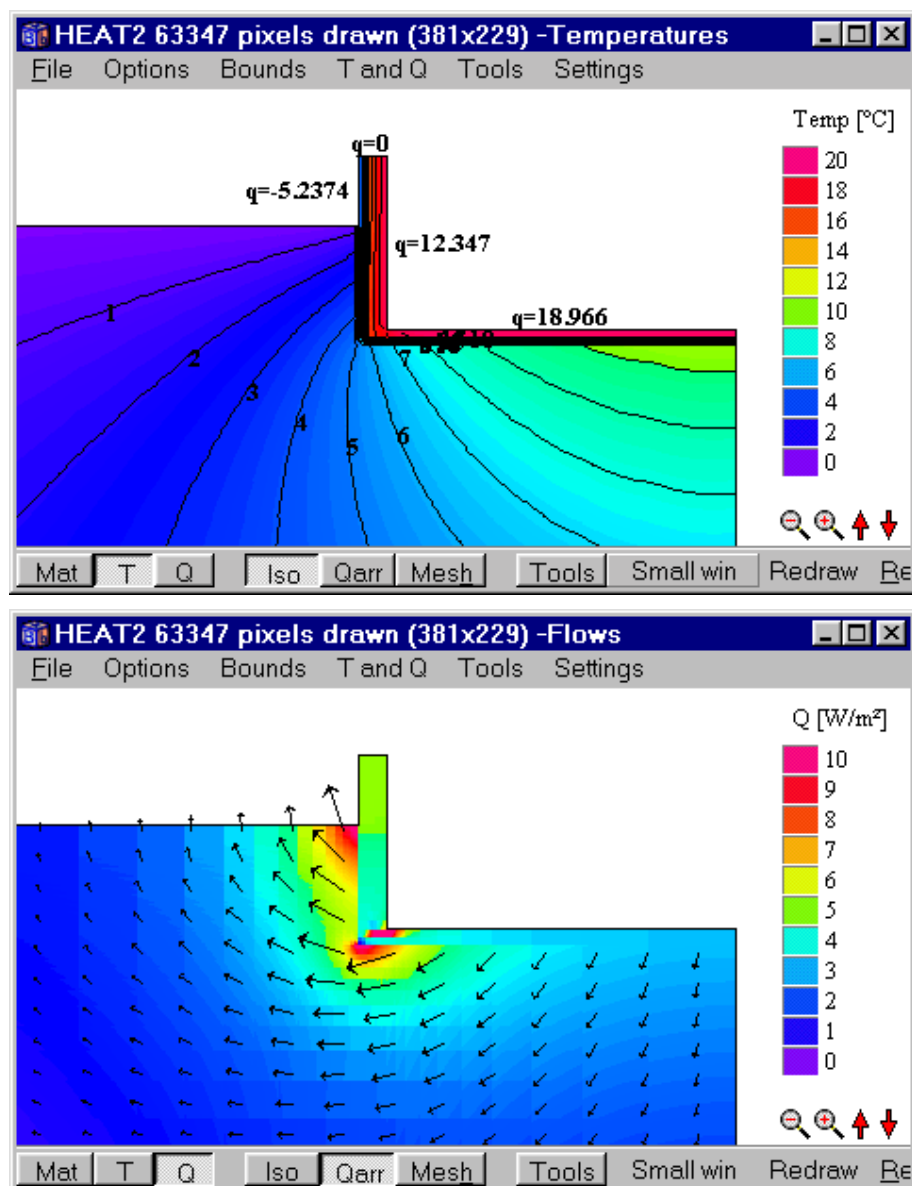 HEAT2 63347 pixels drawn (381x229) -Temperatures
File Options Bounds T and Q Tools Settings
Temp [°C]
q=0
20
q=-5.2374
18
16
q=12.347
14
12
1
q=18.966
10
2
7
8
3
6
4
6
5
4
2
0
Mat T Q Iso Qarr Mesh Tools Small win Redraw Re
HEAT2 63347 pixels drawn (381x229) -Flows
File Options Bounds T and Q Tools Settings
Q [W/m²]
10
9
8
7
6
5
4
3
2
1
0
Mat T Q Iso Qarr Mesh Tools Small win Redraw Re